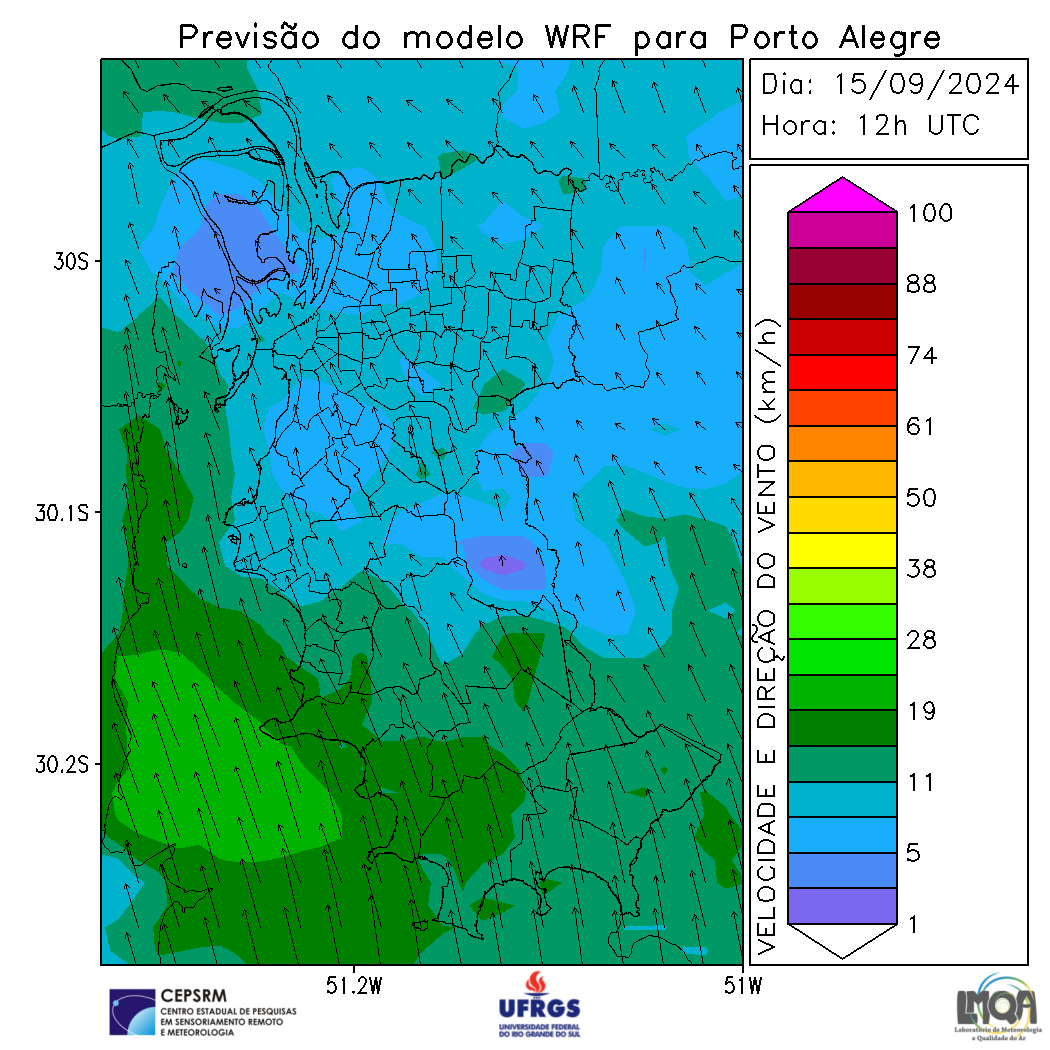 Previsão do modelo WRF para Porto Alegre
Dia: 15/09/2024
Hora: 12h UTC
30S
30.1S
30.2S
51.2W
51W
VELOCIDADE E DIREÇÃO DO VENTO (km/h)
100
88
74
61
50
38
28
19
11
5
1
CEPSRM
CENTRO ESTADUAL DE PESQUISAS
EM SENSORIAMENTO REMOTO
E METEOROLOGIA
UFRGS
UNIVERSIDADE FEDERAL
DO RIO GRANDE DO SUL
LMQA
Laboratório de Meteorologia
e Qualidade do Ar